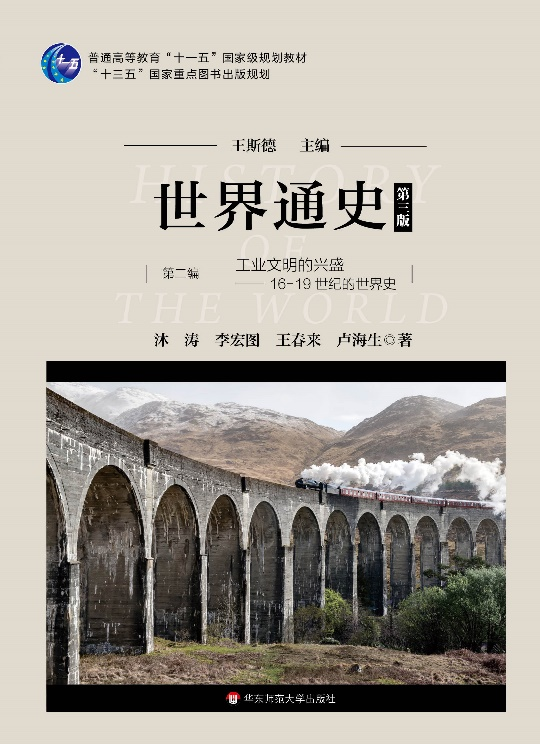 十一五
普通高等教育“十一五”国家级规划教材
“十三五”国家重点图书出版规划
王斯德 主编
HISTORY
世界通史 第三版
OF
第二编 工业文明的兴盛
—— 16-19世纪的世界史
THE WORLD
沐涛 李宏图 王春来 卢海生◎著
华东师范大学出版社